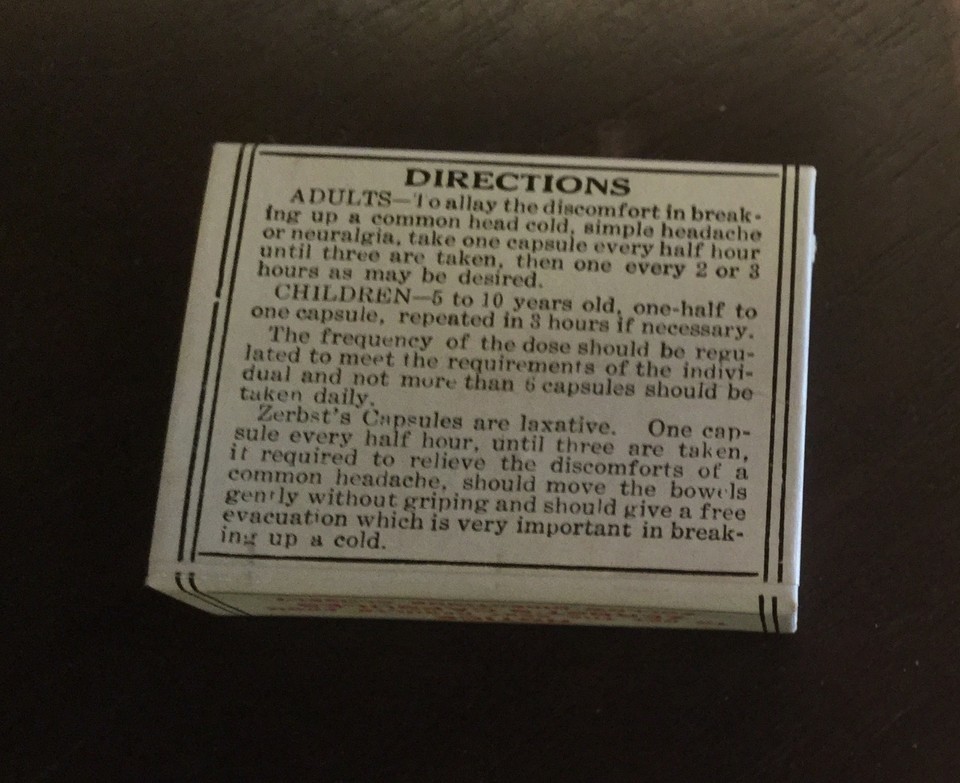 DIRECTIONS
ADULTS—To allay the discomfort in break-
ing up a common head cold, simple headache
or neuralgia, take one capsule every half hour
until three are taken, then one every 2 or 3
hours as may be desired.
CHILDREN—5 to 10 years old, one-half to
one capsule, repeated in 3 hours if necessary.
The frequency of the dose should be regu-
lated to meet the requirements of the indivi-
dual and not more than 6 capsules should be
taken daily.
Zerbst's Capsules are laxative. One cap-
sule every half hour, until three are taken,
it required to relieve the discomforts of a
common headache, should move the bowels
gently without griping and should give a free
evacuation which is very important in break-
ing up a cold.